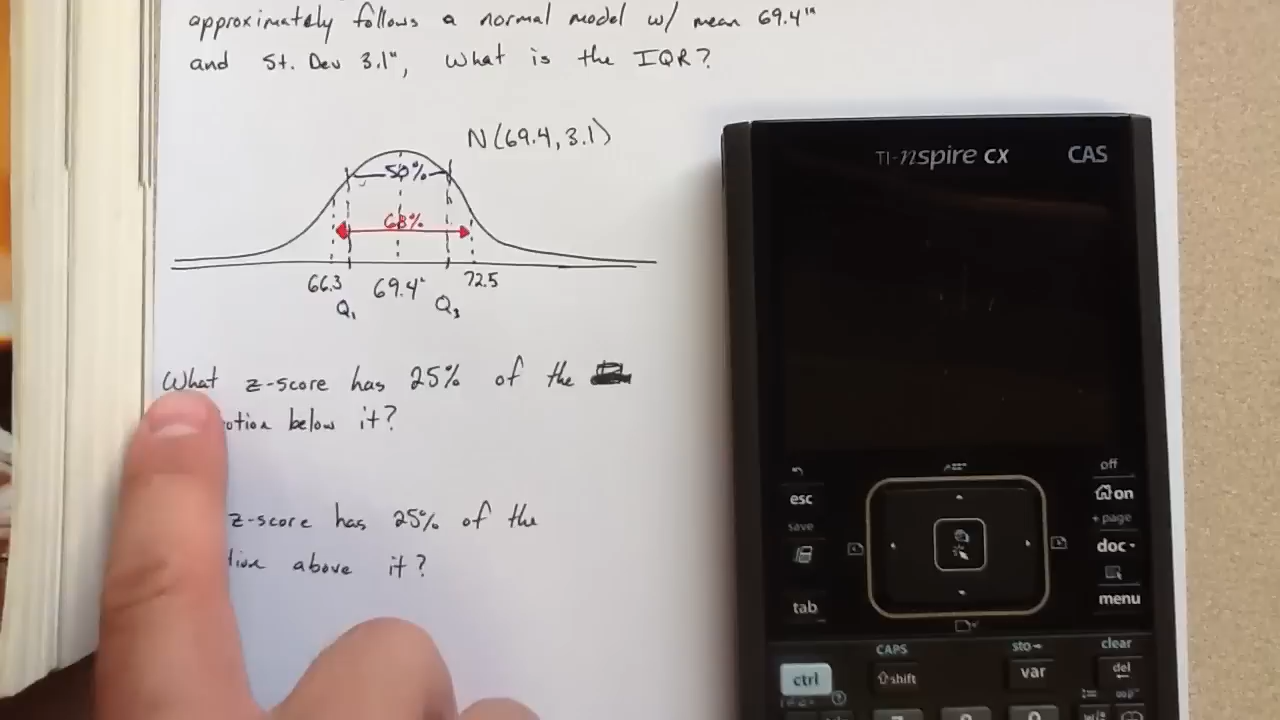 approximately follows a normal model w/ mean 69.4"
and St. Dev 3.1", What is the IQR?
N(69.4, 3.1)
50%
68%
66.3 69.4" 72.5
Q₁ Q₃
What z-score has 25% of the
below it?
z-score has 25% of the
above it?
TI-nspire CX CAS
off
esc on
save + page
doc
tab menu
CAPS sto→ clear
ctrl shift var del